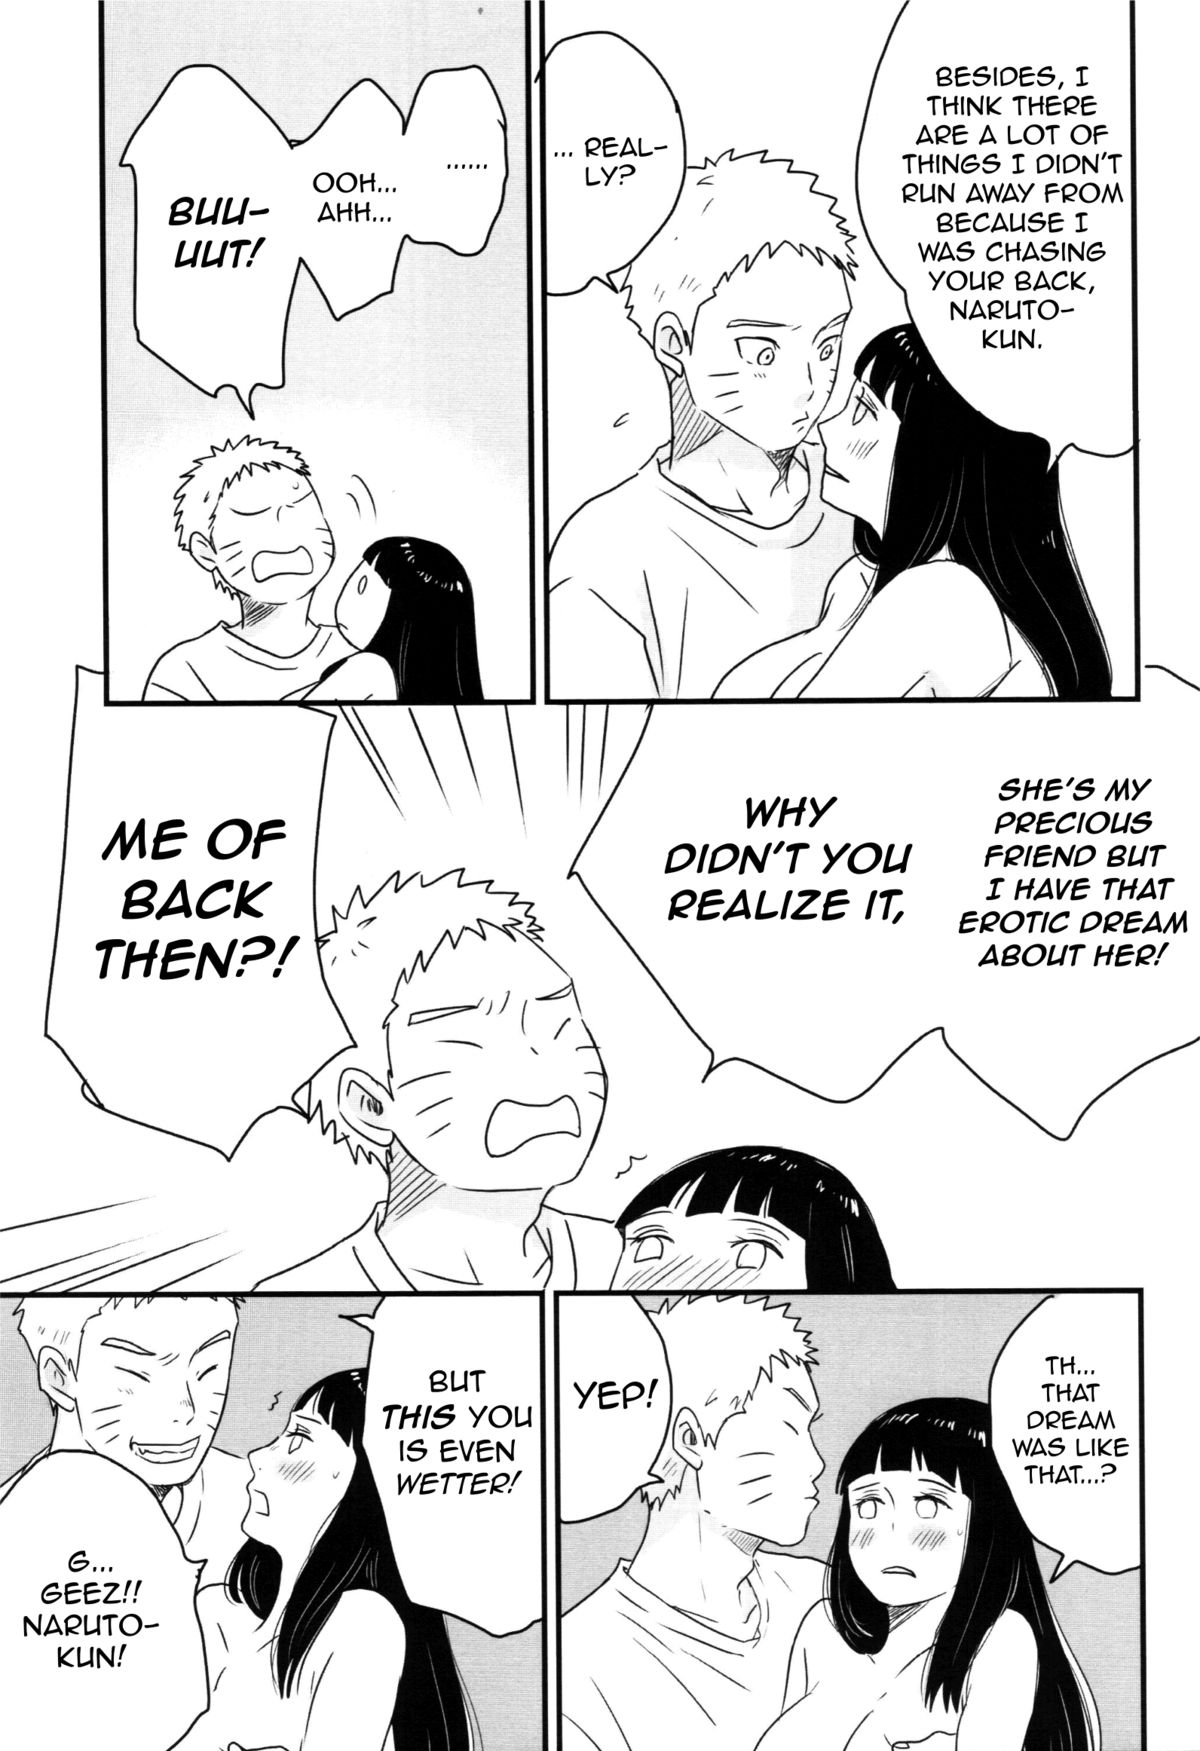 BESIDES, I
THINK THERE
ARE A LOT OF
THINGS I DIDN'T
RUN AWAY FROM
BECAUSE I
WAS CHASING
YOUR BACK,
NARUTO-
KUN.
... REAL-
LY?
......
OOH...
AHH...
BUU-
UUT!
SHE'S MY
PRECIOUS
FRIEND BUT
I HAVE THAT
EROTIC DREAM
ABOUT HER!
WHY
DIDN'T YOU
REALIZE IT,
ME OF
BACK
THEN?!
TH...
THAT
DREAM
WAS LIKE
THAT...?
YEP!
BUT
THIS YOU
IS EVEN
WETTER!
G...
GEEZ!!
NARUTO-
KUN!